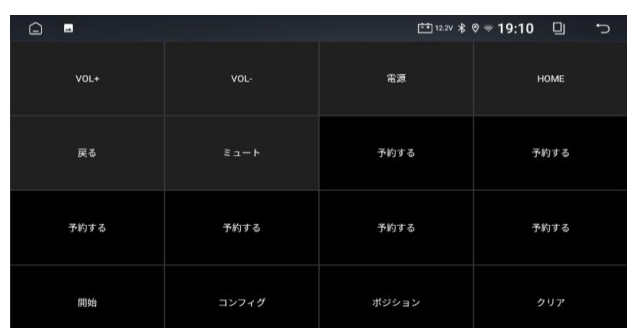 12.2V 19:10
VOL+ VOL- 電源 HOME
戻る ミュート 予約する 予約する
予約する 予約する 予約する 予約する
開始 コンフィグ ポジション クリア